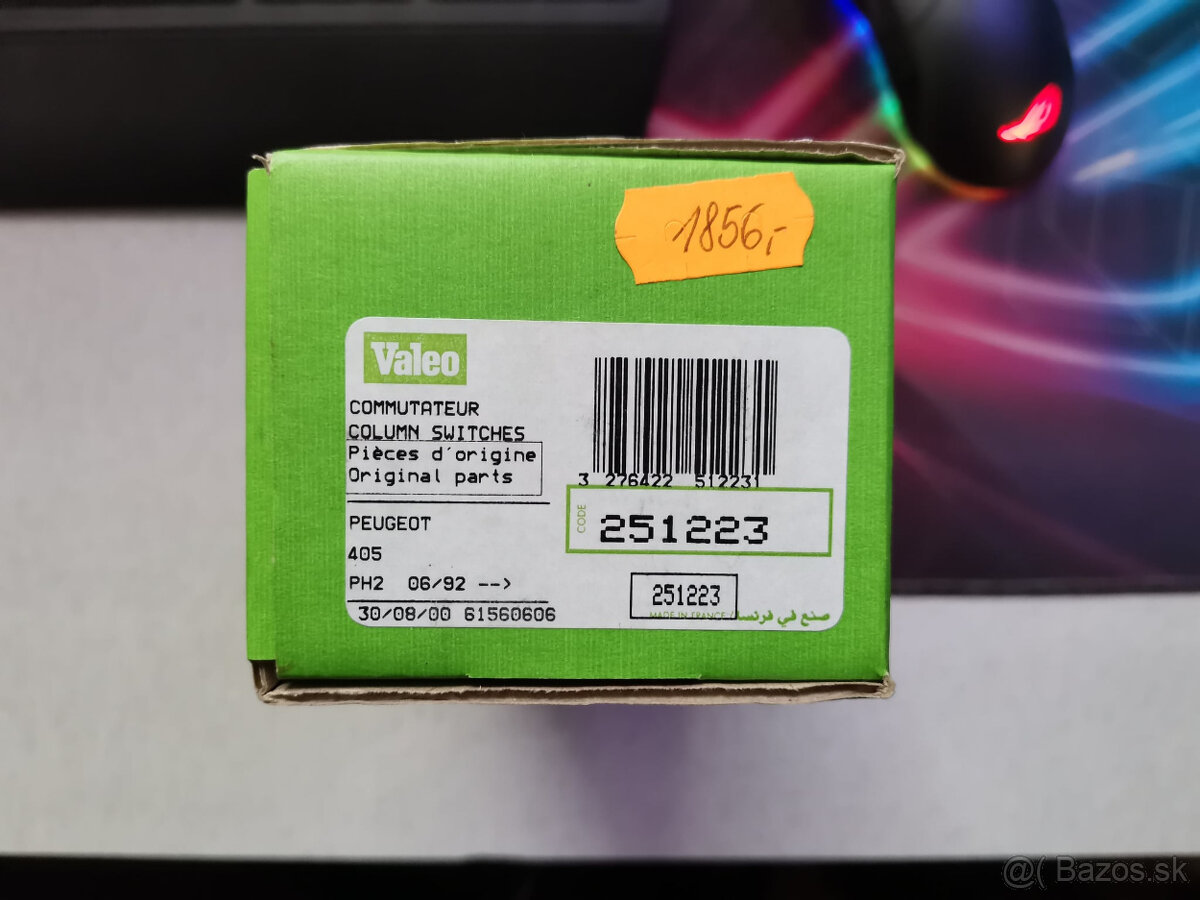 1856,-
Valeo
COMMUTATEUR
COLUMN SWITCHES
Pièces d'origine
Original parts
3 276422 512231
CODE
251223
PEUGEOT
405
PH2 06/92 -->
251223
MADE IN FRANCE / صنع في فرنسا
30/08/00 61560606
@( Bazos.sk